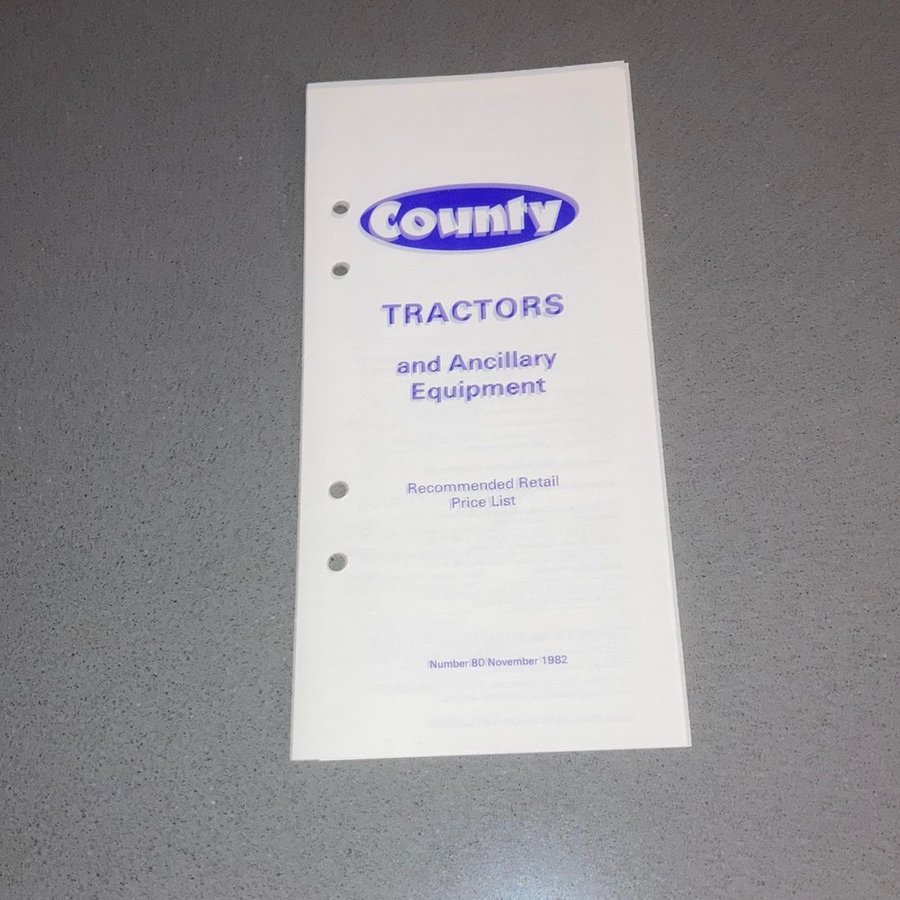 County
TRACTORS
and Ancillary
Equipment
Recommended Retail
Price List
Number 80 November 1982